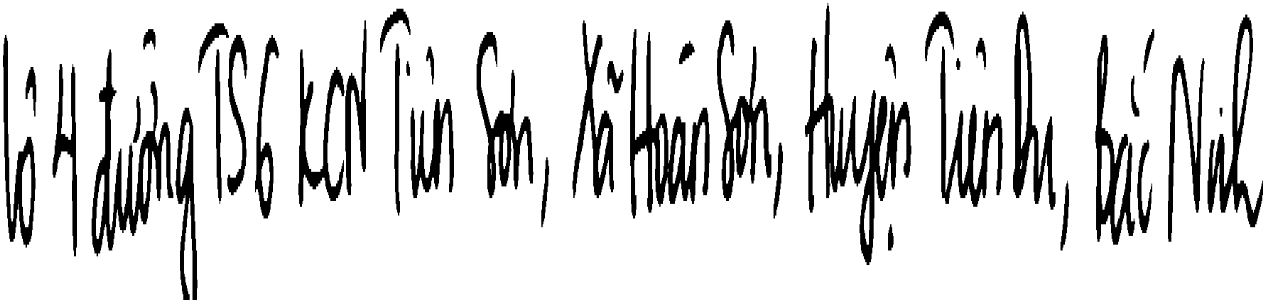 Lô 4 đường TS6 KCN Tiên Sơn, Xã Hoàn Sơn, Huyện Tiên Du, Bắc Ninh